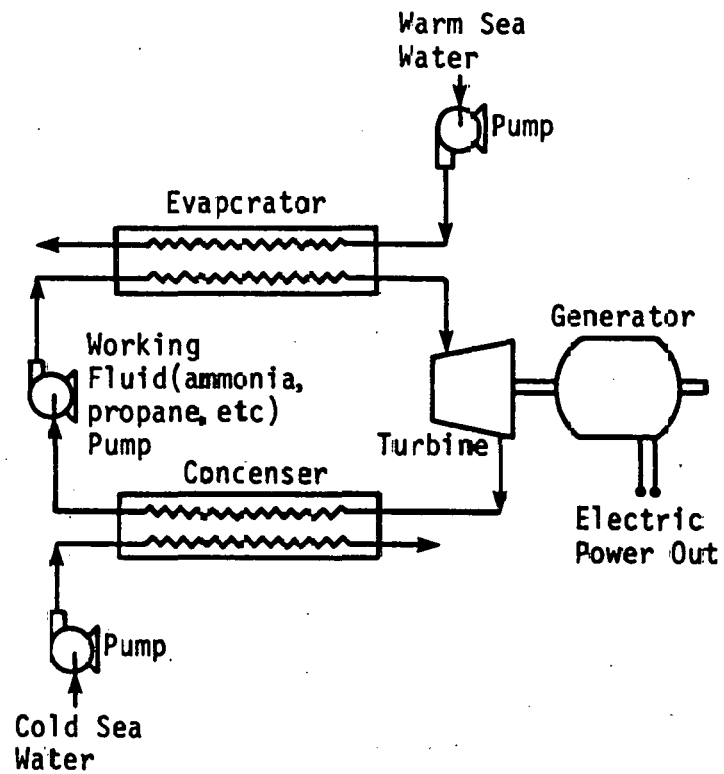 Warm Sea
Water
Pump
Evapcrator
Generator
Working
Fluid(ammonia,
propane, etc)
Pump
Turbine
Concenser
Electric
Power Out
Pump
Cold Sea
Water